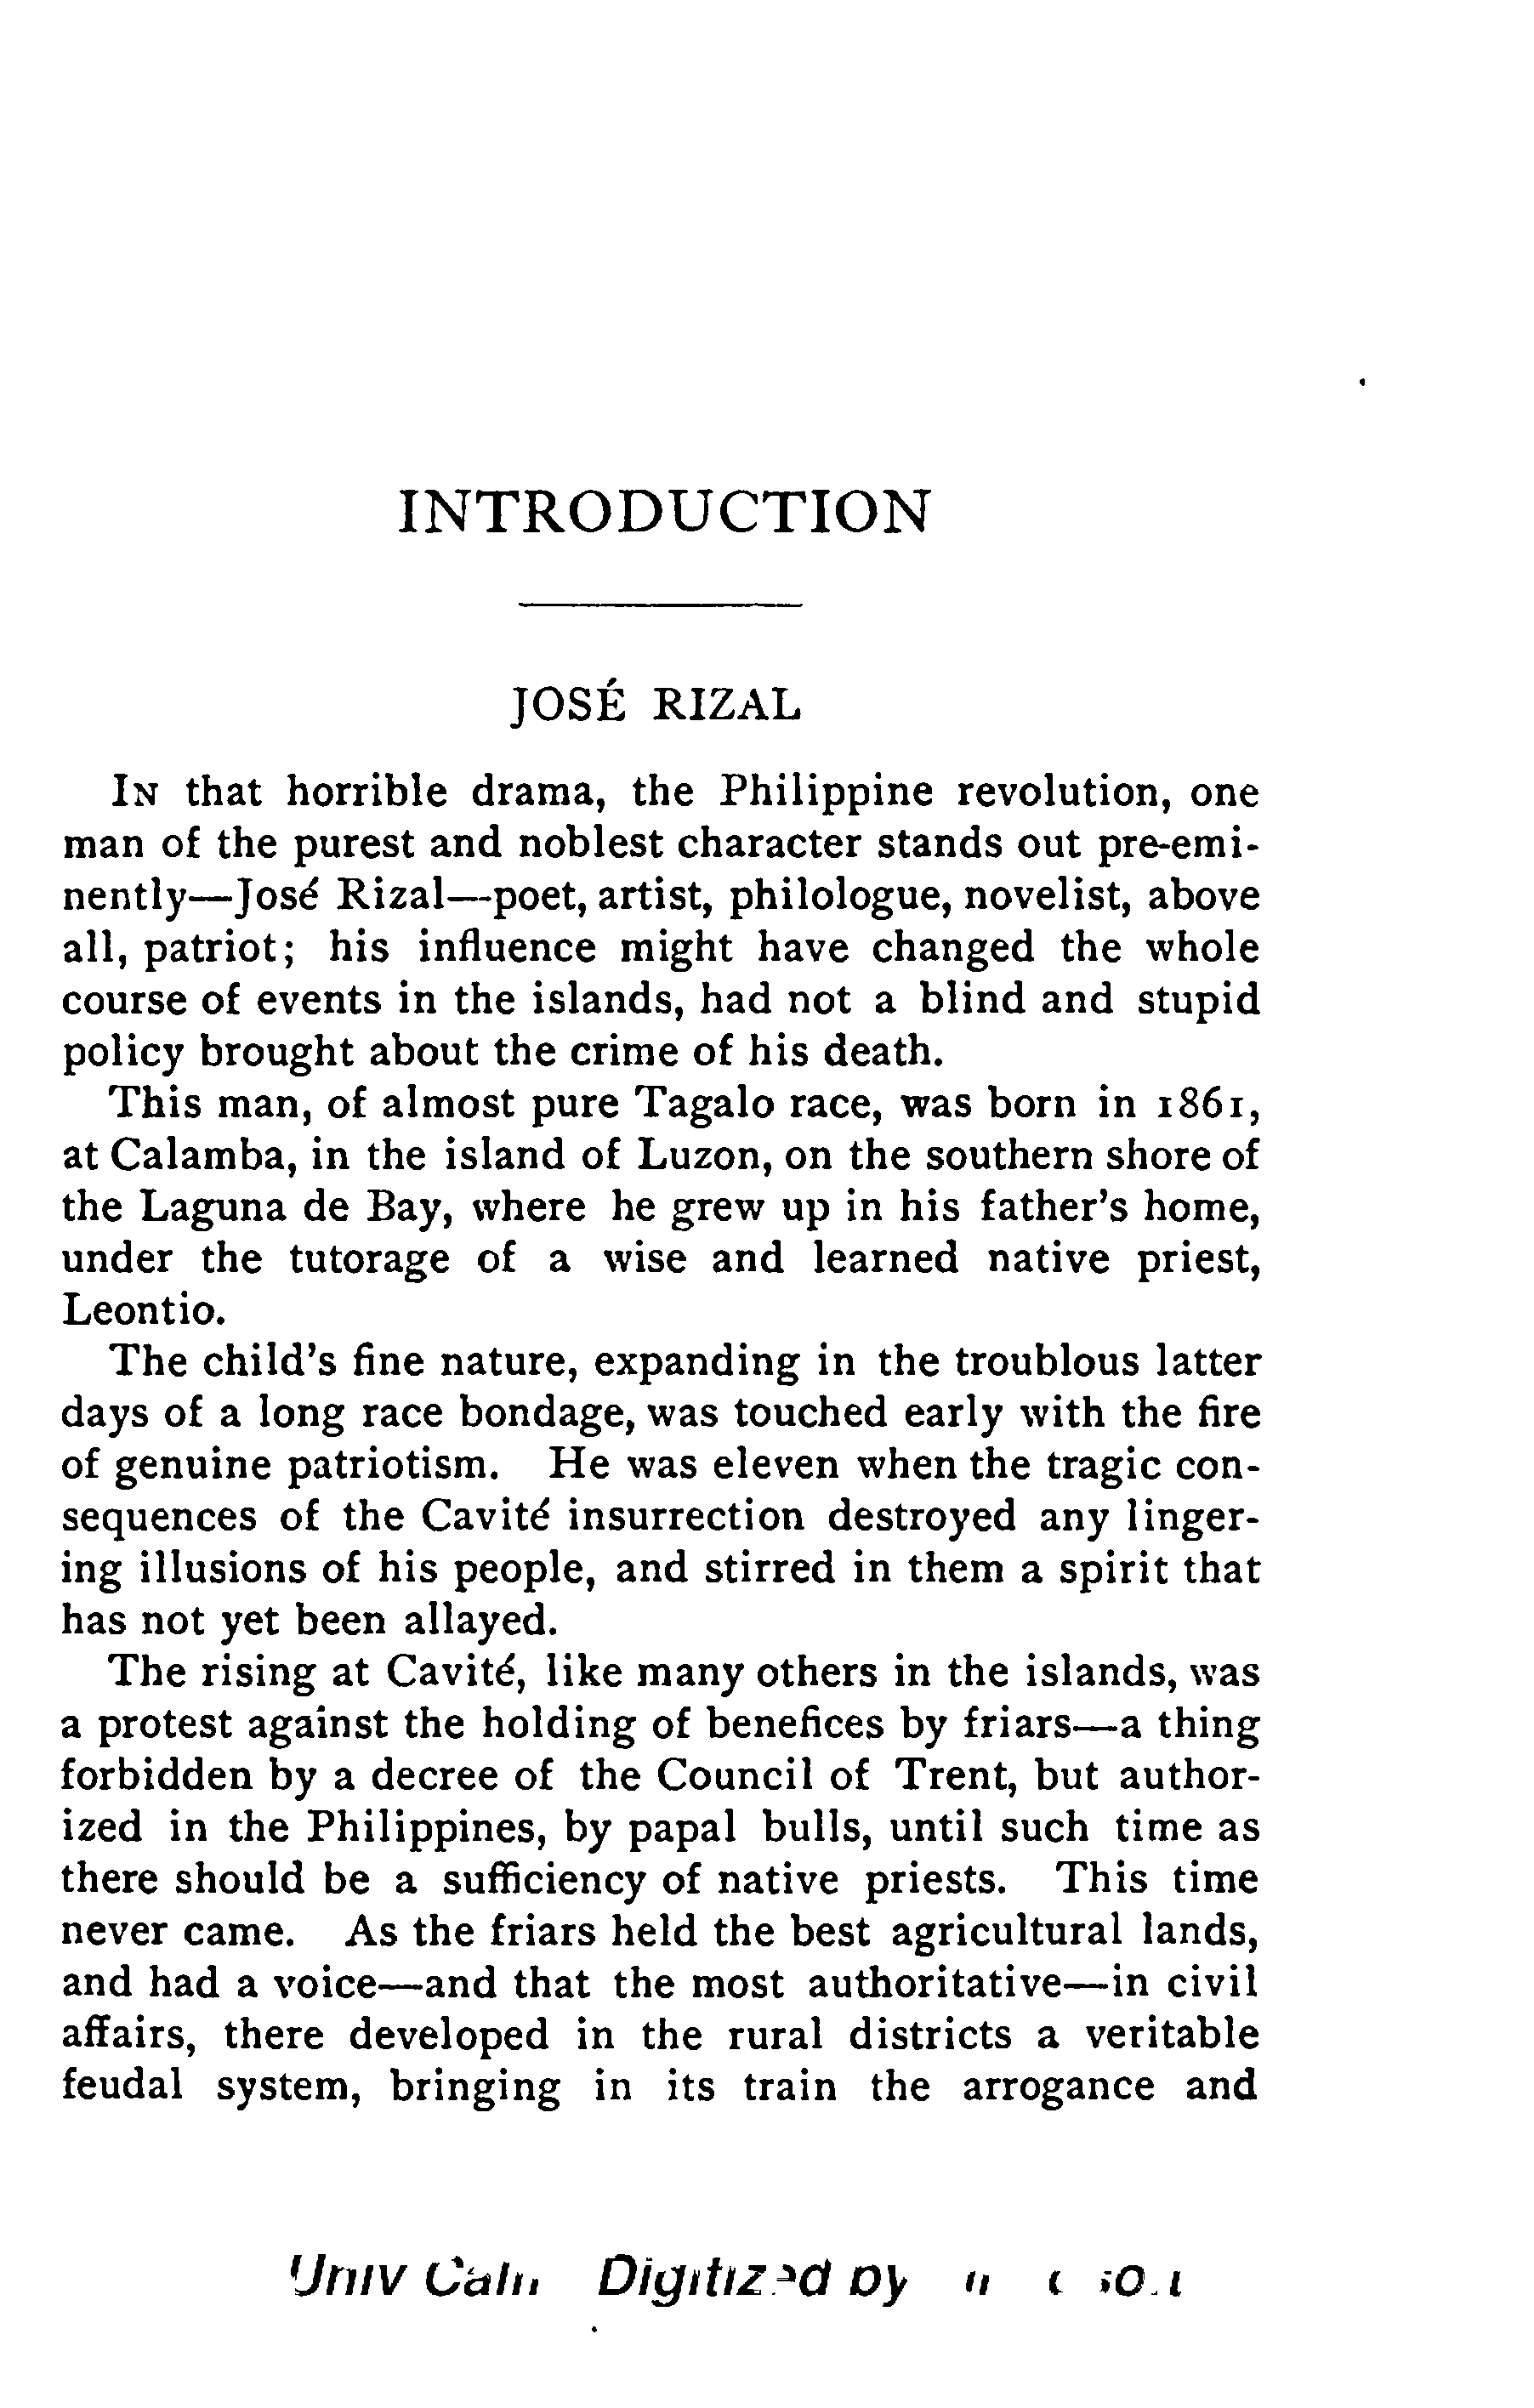 INTRODUCTION
JOSÉ RIZAL
In that horrible drama, the Philippine revolution, one
man of the purest and noblest character stands out pre-emi-
nently—José Rizal—poet, artist, philologue, novelist, above
all, patriot; his influence might have changed the whole
course of events in the islands, had not a blind and stupid
policy brought about the crime of his death.
This man, of almost pure Tagalo race, was born in 1861,
at Calamba, in the island of Luzon, on the southern shore of
the Laguna de Bay, where he grew up in his father's home,
under the tutorage of a wise and learned native priest,
Leontio.
The child's fine nature, expanding in the troublous latter
days of a long race bondage, was touched early with the fire
of genuine patriotism. He was eleven when the tragic con-
sequences of the Cavité insurrection destroyed any linger-
ing illusions of his people, and stirred in them a spirit that
has not yet been allayed.
The rising at Cavité, like many others in the islands, was
a protest against the holding of benefices by friars—a thing
forbidden by a decree of the Council of Trent, but author-
ized in the Philippines, by papal bulls, until such time as
there should be a sufficiency of native priests. This time
never came. As the friars held the best agricultural lands,
and had a voice—and that the most authoritative—in civil
affairs, there developed in the rural districts a veritable
feudal system, bringing in its train the arrogance and
Univ Calif Digitized by